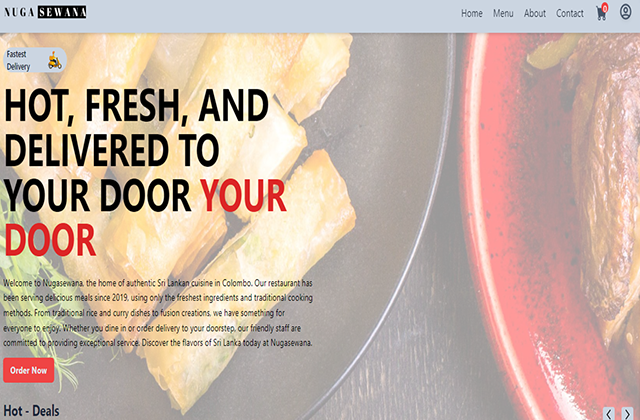 NUGA SEWANA
Home Menu About Contact
0
Fastest
Delivery
HOT, FRESH, AND
DELIVERED TO
YOUR DOOR YOUR
DOOR
Welcome to Nugasewana, the home of authentic Sri Lankan cuisine in Colombo. Our restaurant has
been serving delicious meals since 2019, using only the freshest ingredients and traditional cooking
methods. From traditional rice and curry dishes to fusion creations, we have something for
everyone to enjoy. Whether you dine in or order delivery to your doorstep, our friendly staff are
committed to providing exceptional service. Discover the flavors of Sri Lanka today at Nugasewana.
Order Now
Hot - Deals